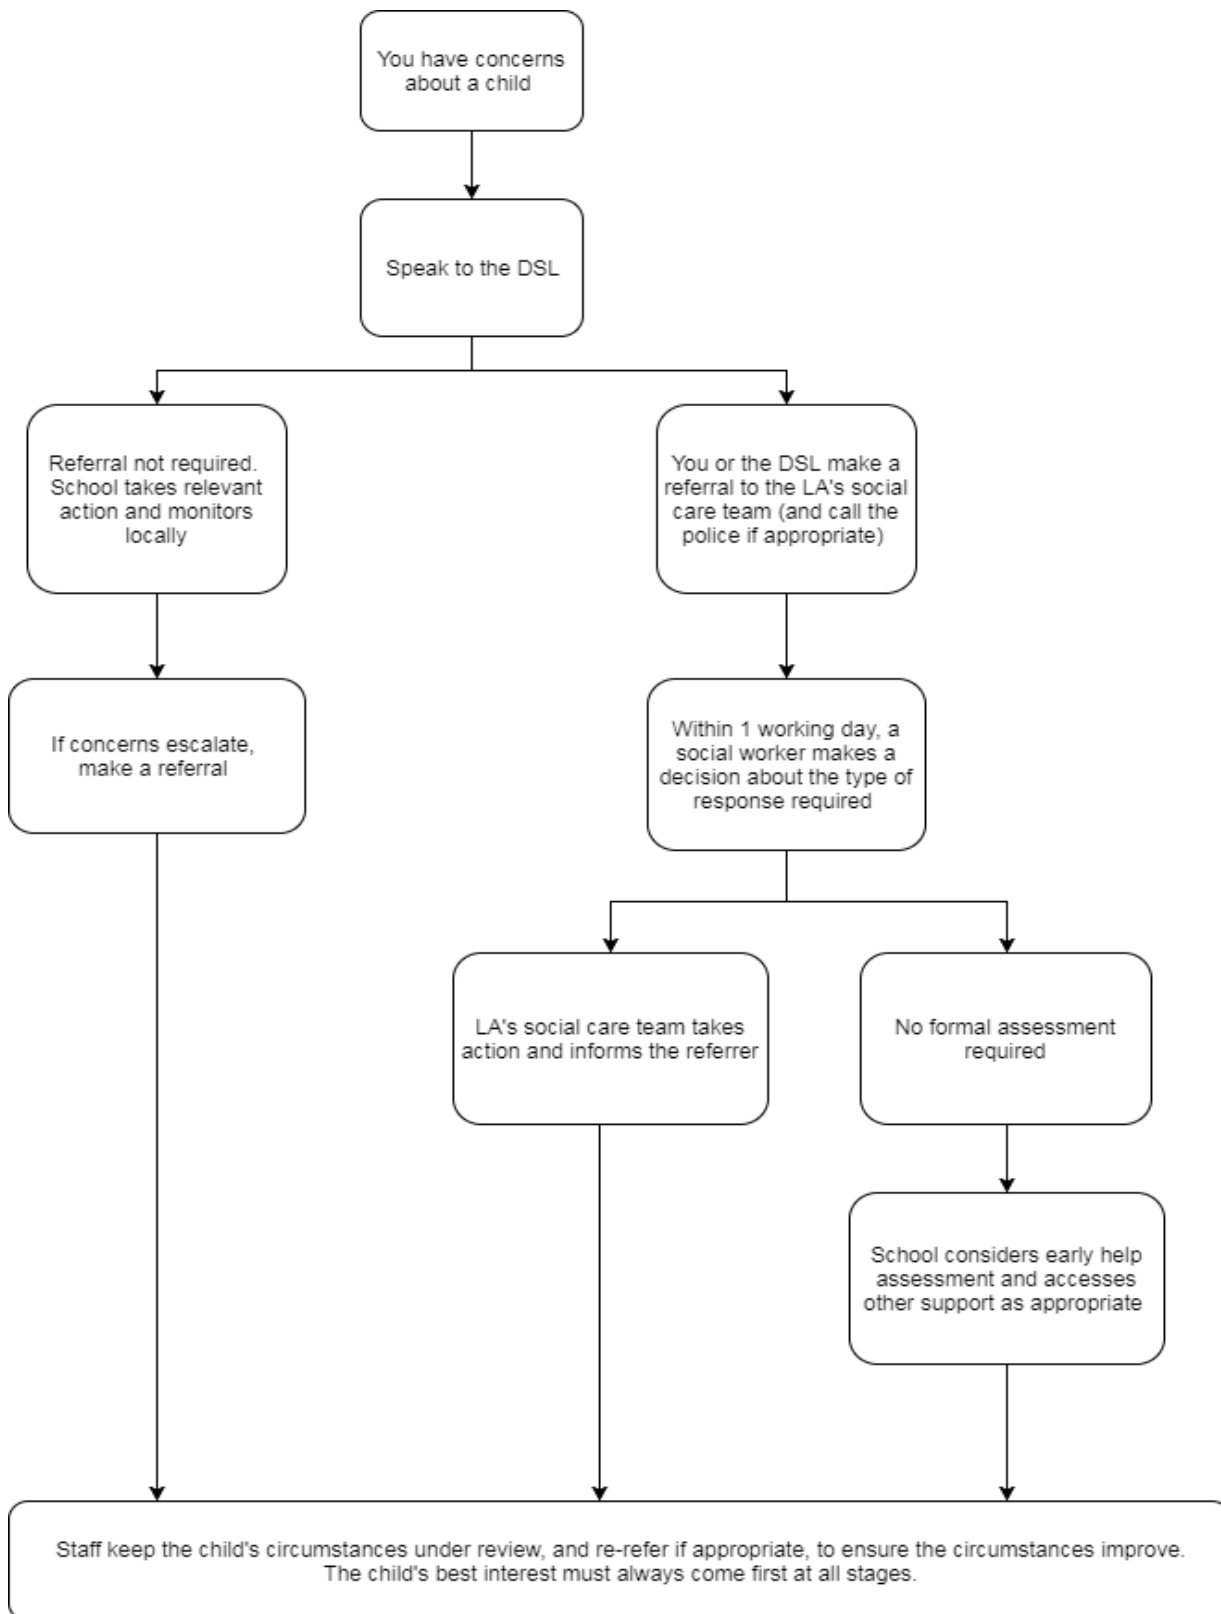 You have concerns
about a child
Speak to the DSL
Referral not required.
School takes relevant
action and monitors
locally
You or the DSL make a
referral to the LA's social
care team (and call the
police if appropriate)
If concerns escalate,
make a referral
Within 1 working day, a
social worker makes a
decision about the type of
response required
LA's social care team takes
action and informs the referrer
No formal assessment
required
School considers early help
assessment and accesses
other support as appropriate
Staff keep the child's circumstances under review, and re-refer if appropriate, to ensure the circumstances improve.
The child's best interest must always come first at all stages.